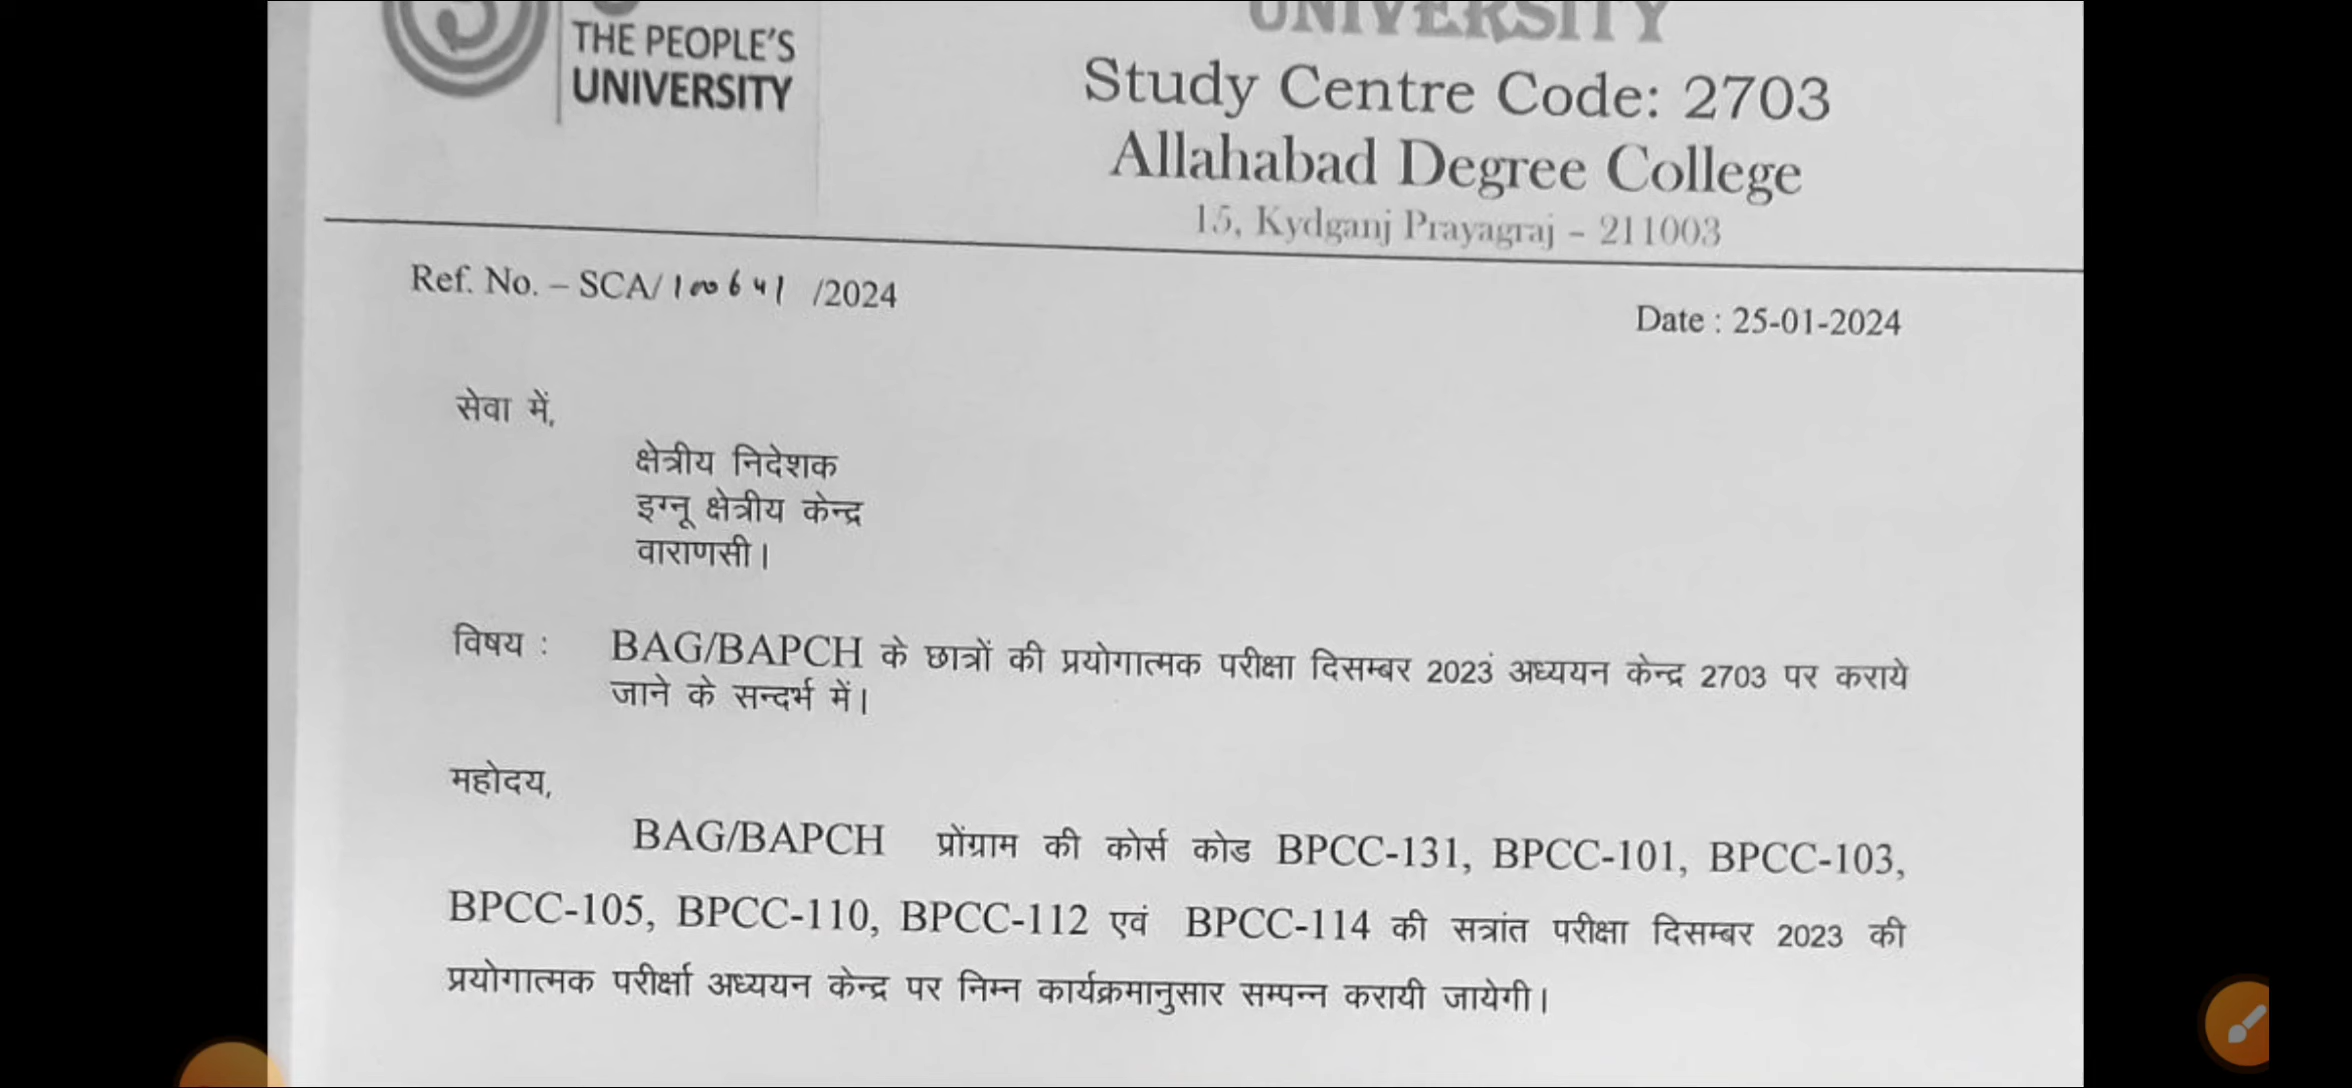 THE PEOPLE'S
UNIVERSITY
UNIVERSITY
Study Centre Code: 2703
Allahabad Degree College
15, Kydganj Prayagraj – 211003
Ref. No. – SCA/100641 /2024
Date : 25-01-2024
सेवा में,
क्षेत्रीय निदेशक
इग्नू क्षेत्रीय केन्द्र
वाराणसी।
विषय : BAG/BAPCH के छात्रों की प्रयोगात्मक परीक्षा दिसम्बर 2023 अध्ययन केन्द्र 2703 पर कराये
जाने के सन्दर्भ में।
महोदय,
BAG/BAPCH प्रोंग्राम की कोर्स कोड BPCC-131, BPCC-101, BPCC-103,
BPCC-105, BPCC-110, BPCC-112 एवं BPCC-114 की सत्रांत परीक्षा दिसम्बर 2023 की
प्रयोगात्मक परीर्क्षा अध्ययन केन्द्र पर निम्न कार्यक्रमानुसार सम्पन्न करायी जायेगी।